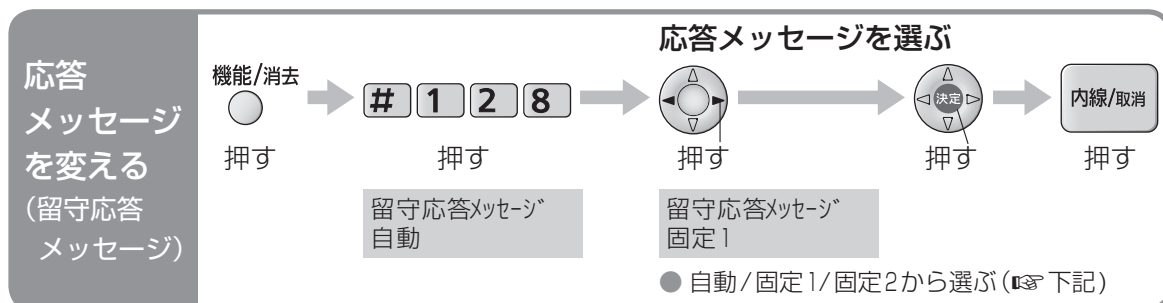 応答
メッセージ
を変える
(留守応答
メッセージ)
機能/消去
押す
# 1 2 8
押す
留守応答ﾒｯｾｰｼﾞ
自動
応答メッセージを選ぶ
押す
留守応答ﾒｯｾｰｼﾞ
固定1
● 自動/固定1/固定2から選ぶ(☞下記)
決定
押す
内線/取消
押す